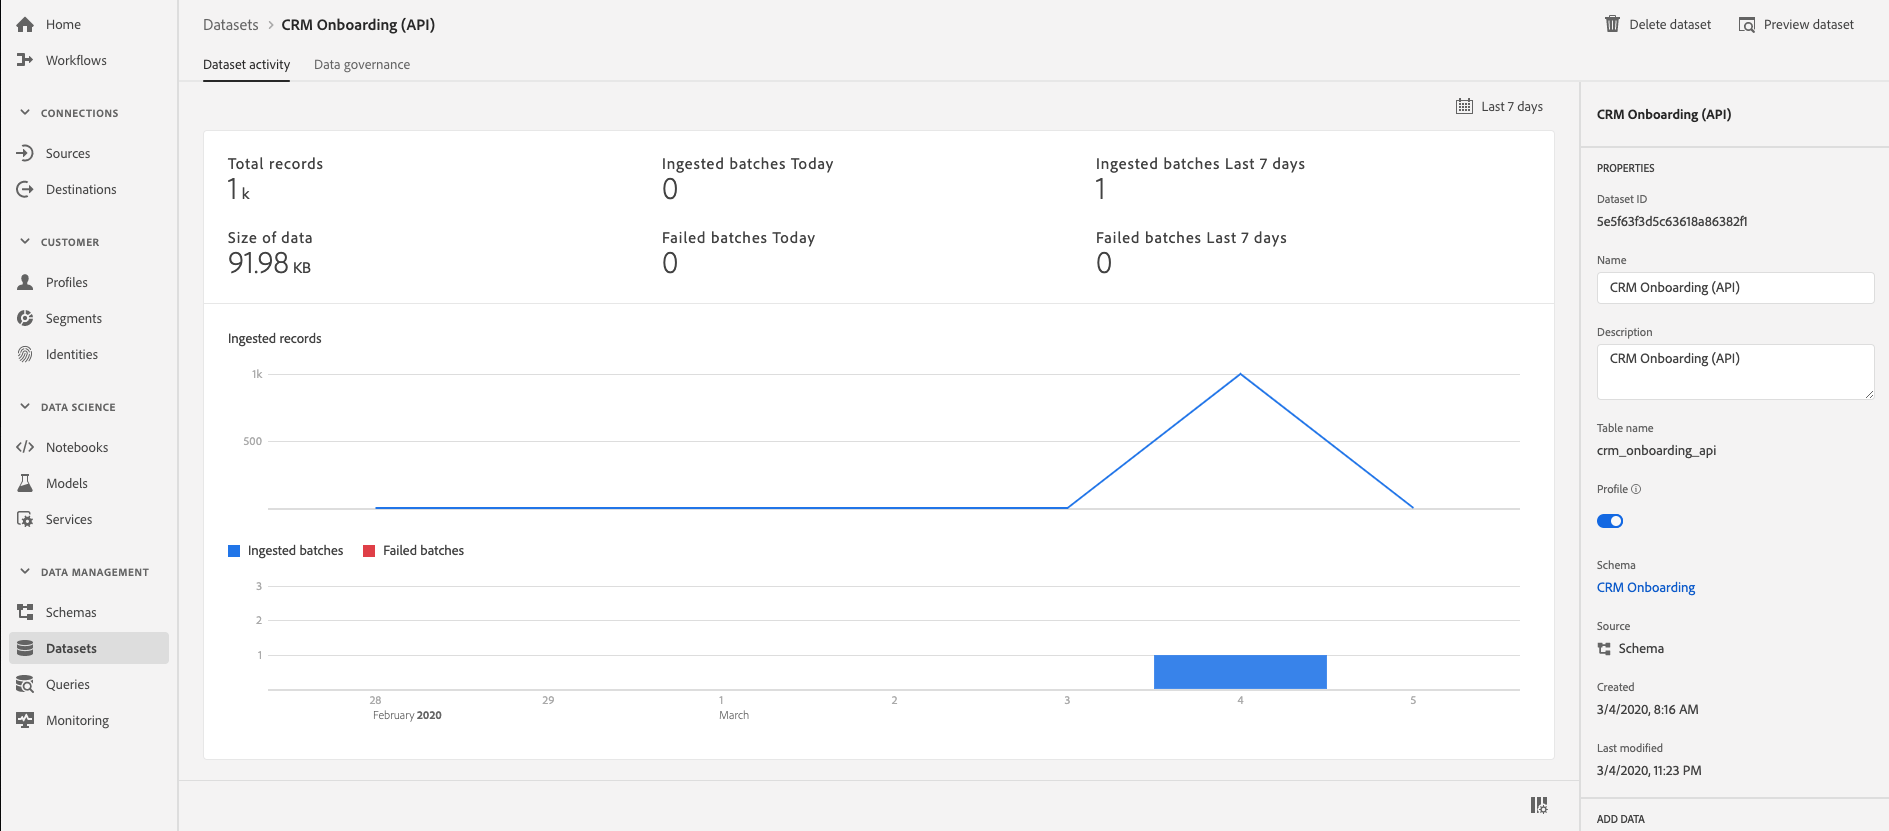 Home
Workflows
CONNECTIONS
Sources
Destinations
CUSTOMER
Profiles
Segments
Identities
DATA SCIENCE
Notebooks
Models
Services
DATA MANAGEMENT
Schemas
Datasets
Queries
Monitoring
Datasets > CRM Onboarding (API)
Delete dataset
Preview dataset
Dataset activity
Data governance
Last 7 days
Total records
1 k
Ingested batches Today
0
Ingested batches Last 7 days
1
Size of data
91.98 KB
Failed batches Today
0
Failed batches Last 7 days
0
Ingested records
1k
500
Ingested batches
Failed batches
3
2
1
28 29 1 2 3 4 5
February 2020 March
CRM Onboarding (API)
PROPERTIES
Dataset ID
5e5f63f3d5c63618a86382f1
Name
CRM Onboarding (API)
Description
CRM Onboarding (API)
Table name
crm_onboarding_api
Profile
Schema
CRM Onboarding
Source
Schema
Created
3/4/2020, 8:16 AM
Last modified
3/4/2020, 11:23 PM
ADD DATA